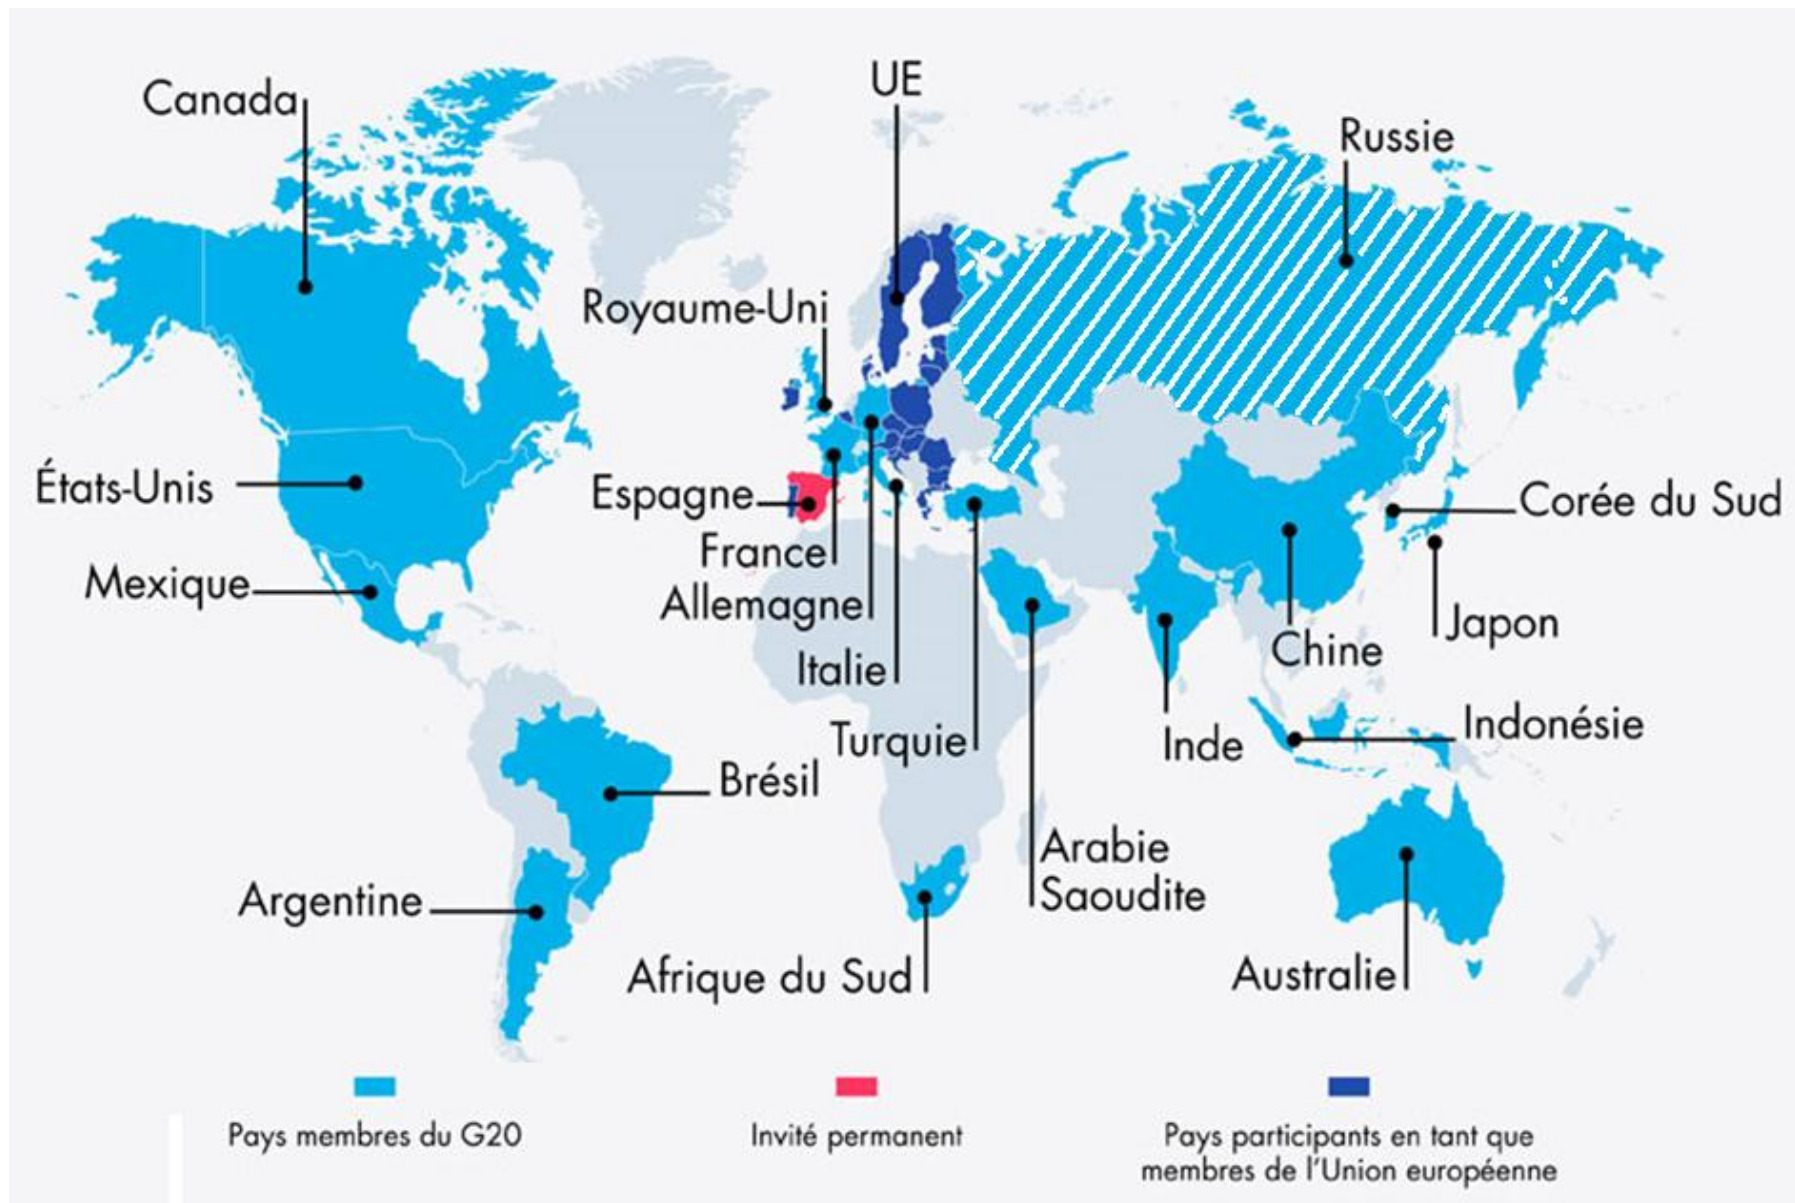 UE
Canada
Russie
Royaume-Uni
États-Unis
Espagne
Corée du Sud
France
Mexique
Allemagne
Japon
Chine
Italie
Indonésie
Turquie
Inde
Brésil
Arabie
Saoudite
Argentine
Afrique du Sud
Australie
Pays membres du G20
Invité permanent
Pays participants en tant que
membres de l'Union européenne